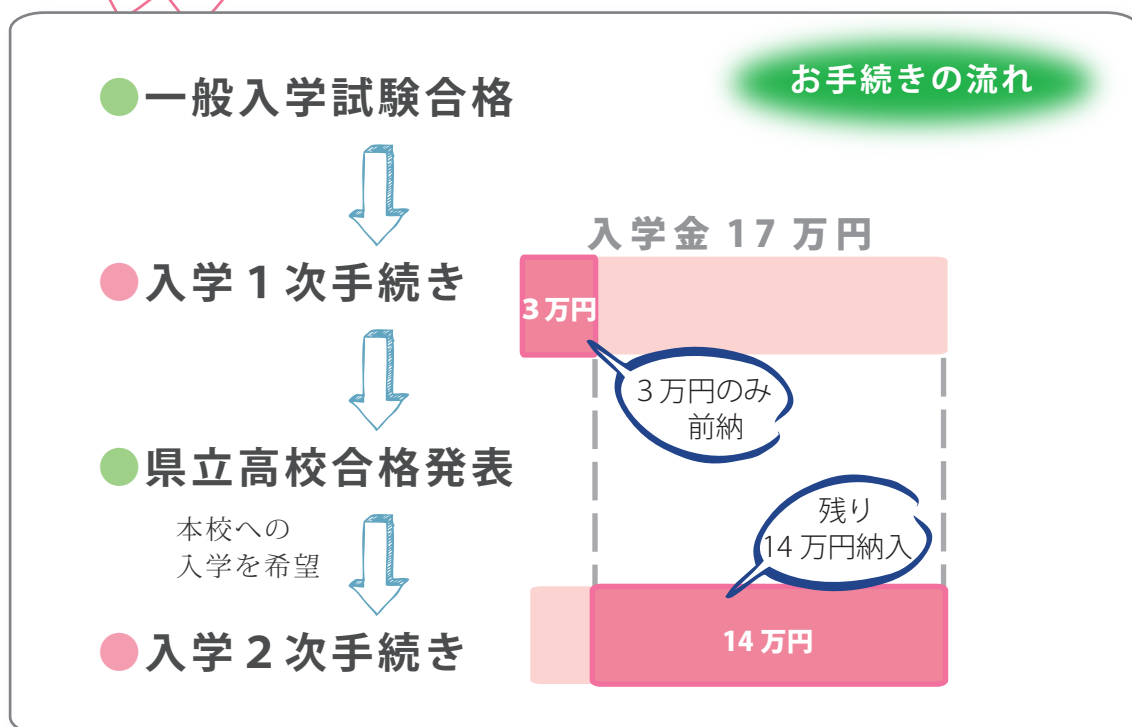 お手続きの流れ
一般入学試験合格
入学金 17 万円
入学 1 次手続き
3 万円
3 万円のみ
前納
県立高校合格発表
本校への
入学を希望
残り
14 万円納入
入学 2 次手続き
14 万円